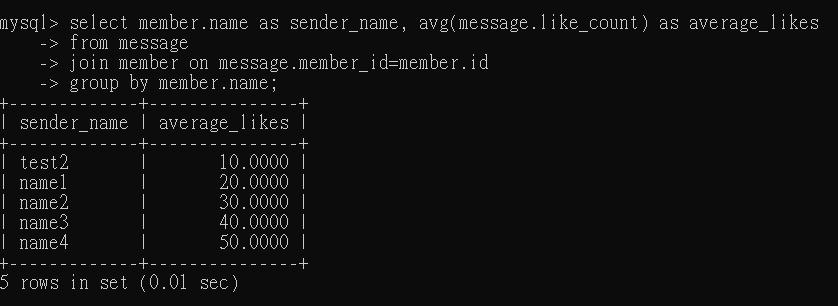 mysql> select member.name as sender_name, avg(message.like_count) as average_likes
    -> from message
    -> join member on message.member_id=member.id
    -> group by member.name;
+-------------+---------------+
| sender_name | average_likes |
+-------------+---------------+
| test2       |       10.0000 |
| name1       |       20.0000 |
| name2       |       30.0000 |
| name3       |       40.0000 |
| name4       |       50.0000 |
+-------------+---------------+
5 rows in set (0.01 sec)